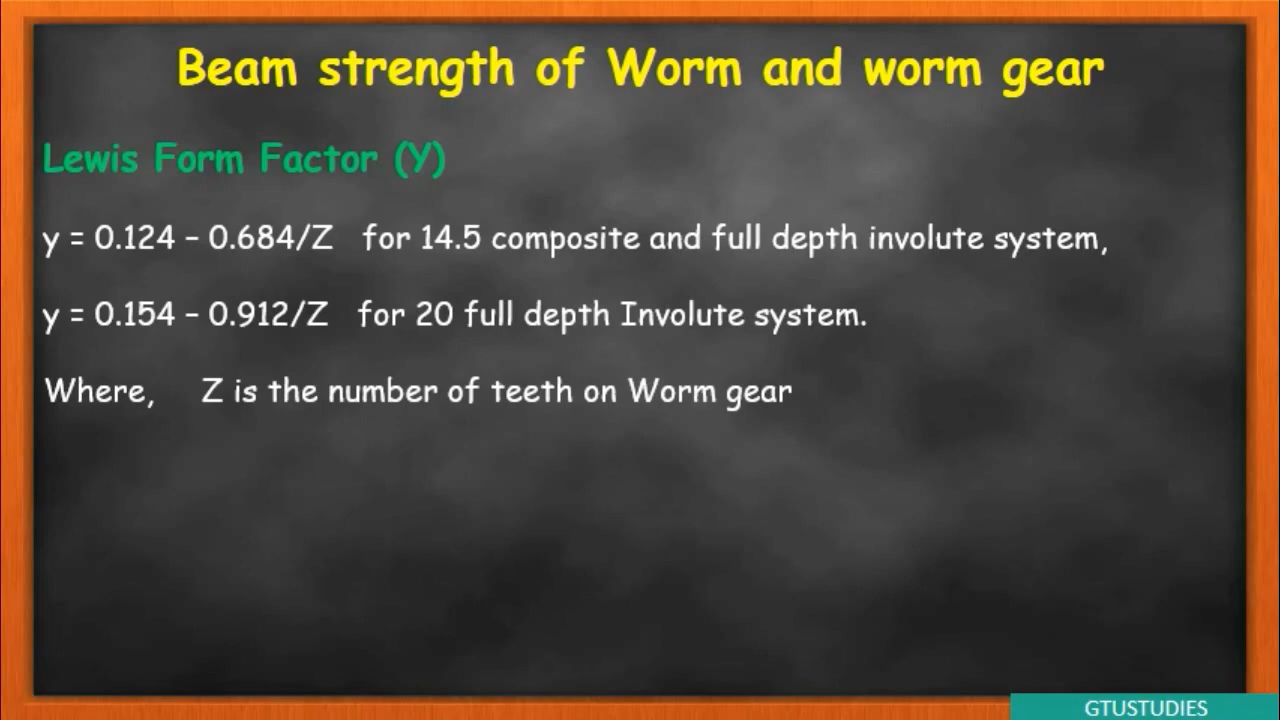 Beam strength of Worm and worm gear
Lewis Form Factor (Y)
y = 0.124 – 0.684/Z for 14.5 composite and full depth involute system,
y = 0.154 – 0.912/Z for 20 full depth Involute system.
Where, Z is the number of teeth on Worm gear
GTUSTUDIES